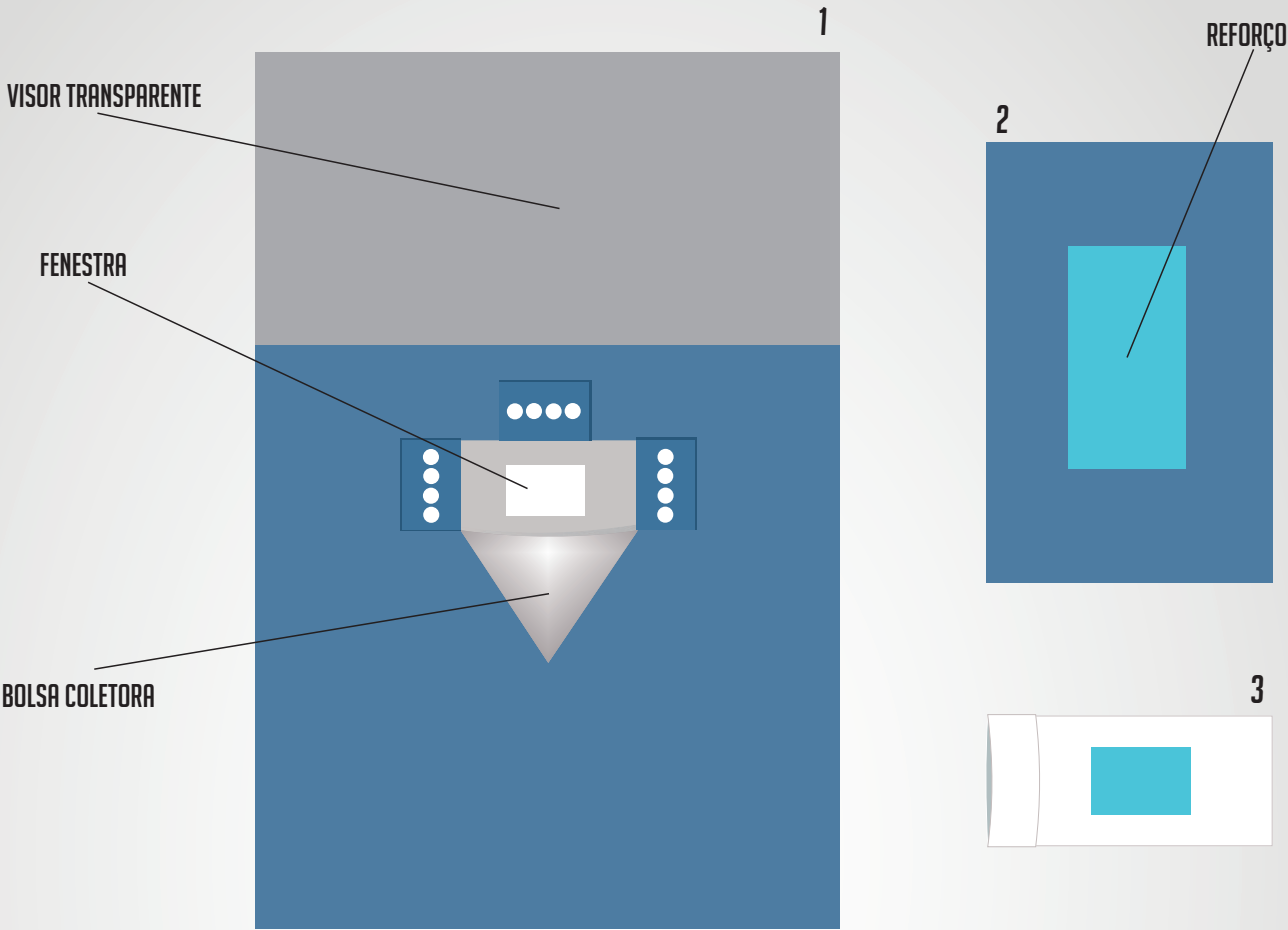 1
REFORÇO
VISOR TRANSPARENTE
2
FENESTRA
BOLSA COLETORA
3